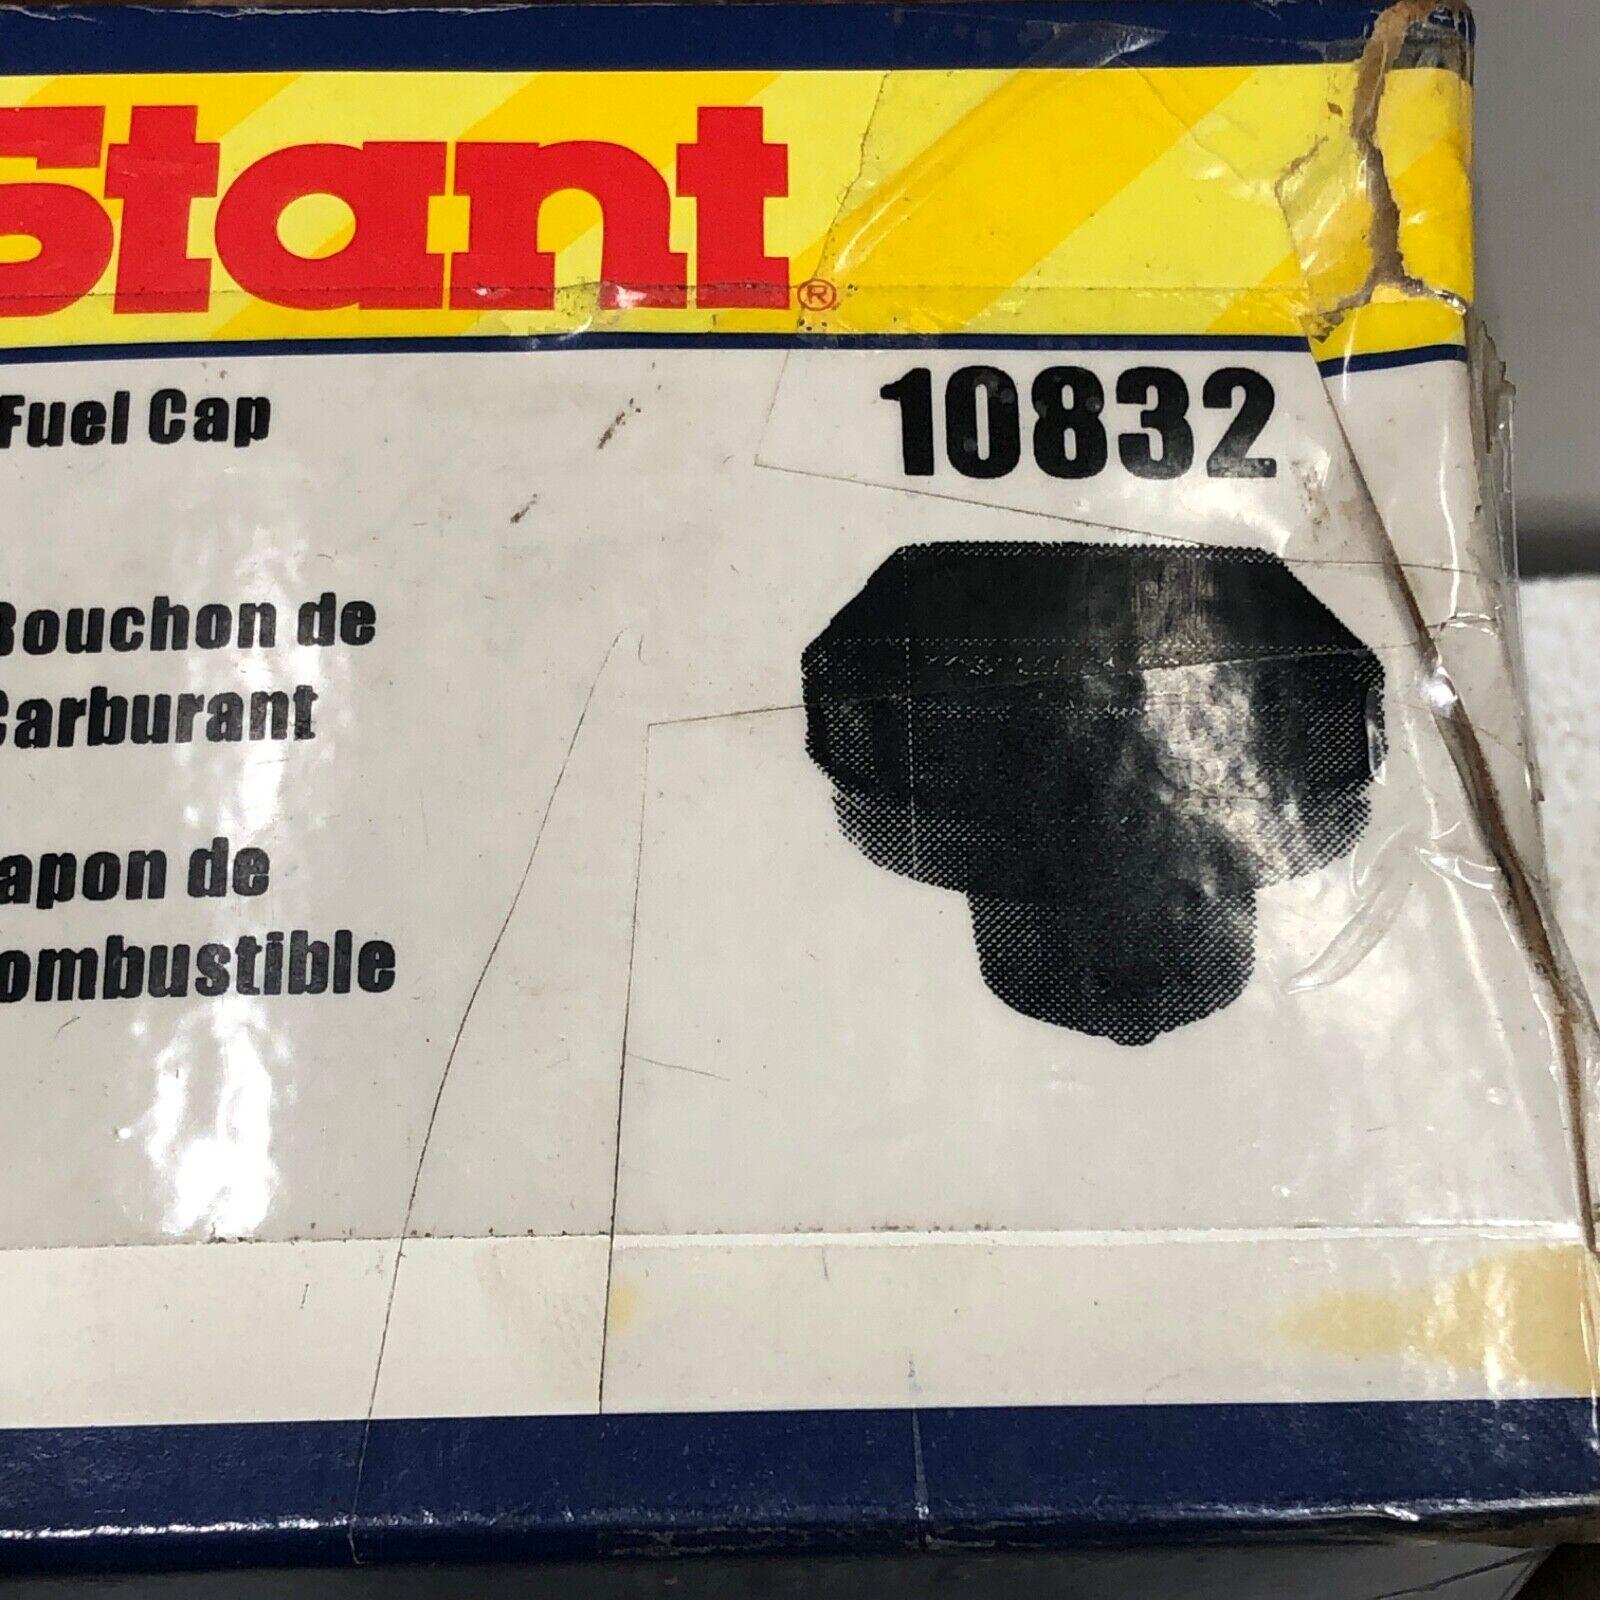 Stant®
10832
Fuel Cap
Bouchon de
Carburant
apon de
ombustible